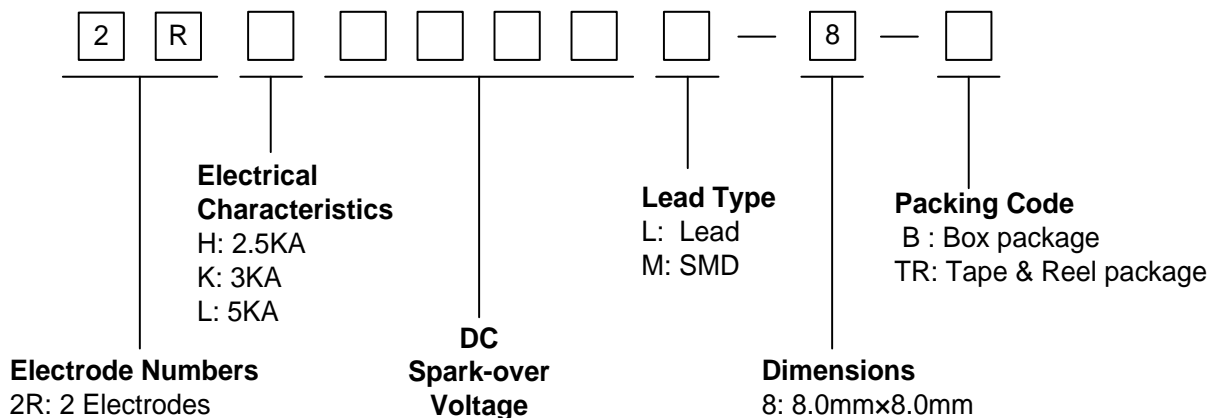 2 R — 8 —
Electrical
Characteristics
H: 2.5KA
K: 3KA
L: 5KA
Lead Type
L: Lead
M: SMD
Packing Code
B : Box package
TR: Tape & Reel package
Electrode Numbers
2R: 2 Electrodes
DC
Spark-over
Voltage
Dimensions
8: 8.0mm×8.0mm